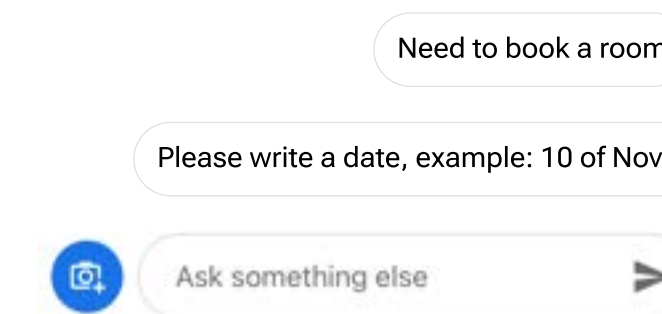 Need to book a room
Please write a date, example: 10 of Nov
Ask something else